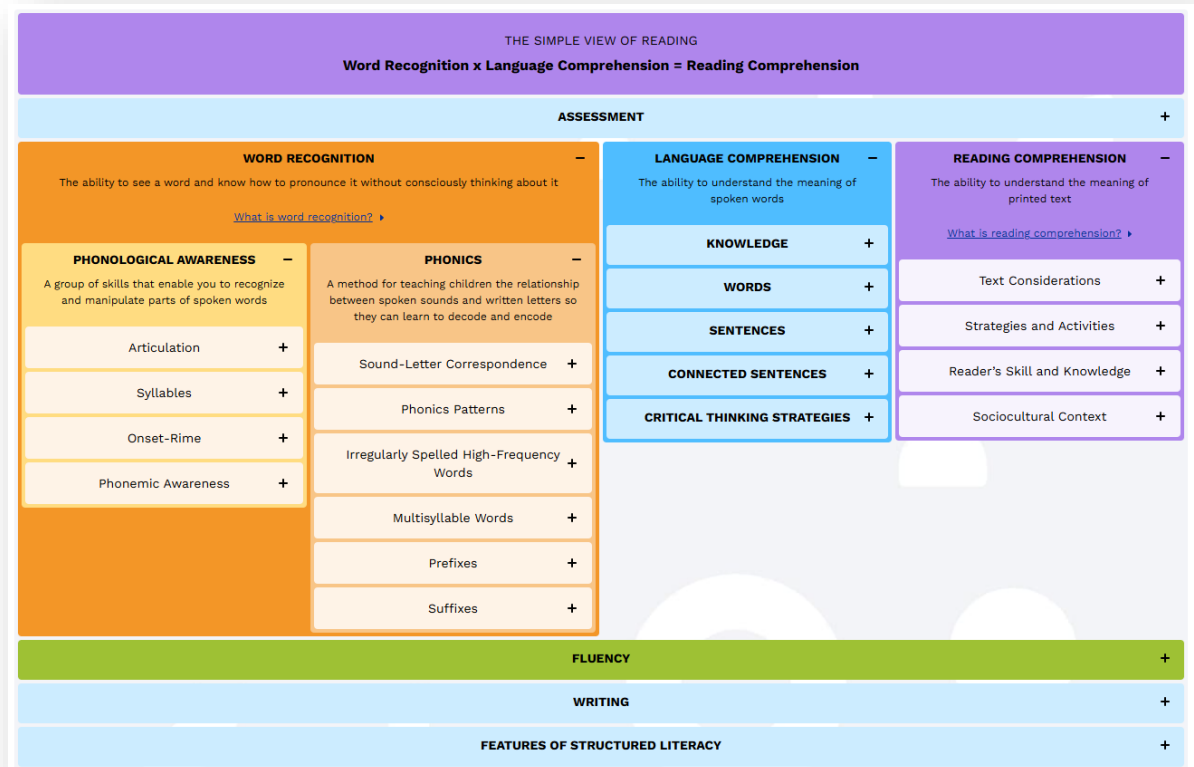 THE SIMPLE VIEW OF READING
Word Recognition x Language Comprehension = Reading Comprehension
ASSESSMENT +
WORD RECOGNITION −
The ability to see a word and know how to pronounce it without consciously thinking about it
What is word recognition?
PHONOLOGICAL AWARENESS −
A group of skills that enable you to recognize
and manipulate parts of spoken words
Articulation +
Syllables +
Onset-Rime +
Phonemic Awareness +
PHONICS −
A method for teaching children the relationship
between spoken sounds and written letters so
they can learn to decode and encode
Sound-Letter Correspondence +
Phonics Patterns +
Irregularly Spelled High-Frequency +
Words
Multisyllable Words +
Prefixes +
Suffixes +
LANGUAGE COMPREHENSION −
The ability to understand the meaning of
spoken words
KNOWLEDGE +
WORDS +
SENTENCES +
CONNECTED SENTENCES +
CRITICAL THINKING STRATEGIES +
READING COMPREHENSION −
The ability to understand the meaning of
printed text
What is reading comprehension?
Text Considerations +
Strategies and Activities +
Reader’s Skill and Knowledge +
Sociocultural Context +
FLUENCY +
WRITING +
FEATURES OF STRUCTURED LITERACY +